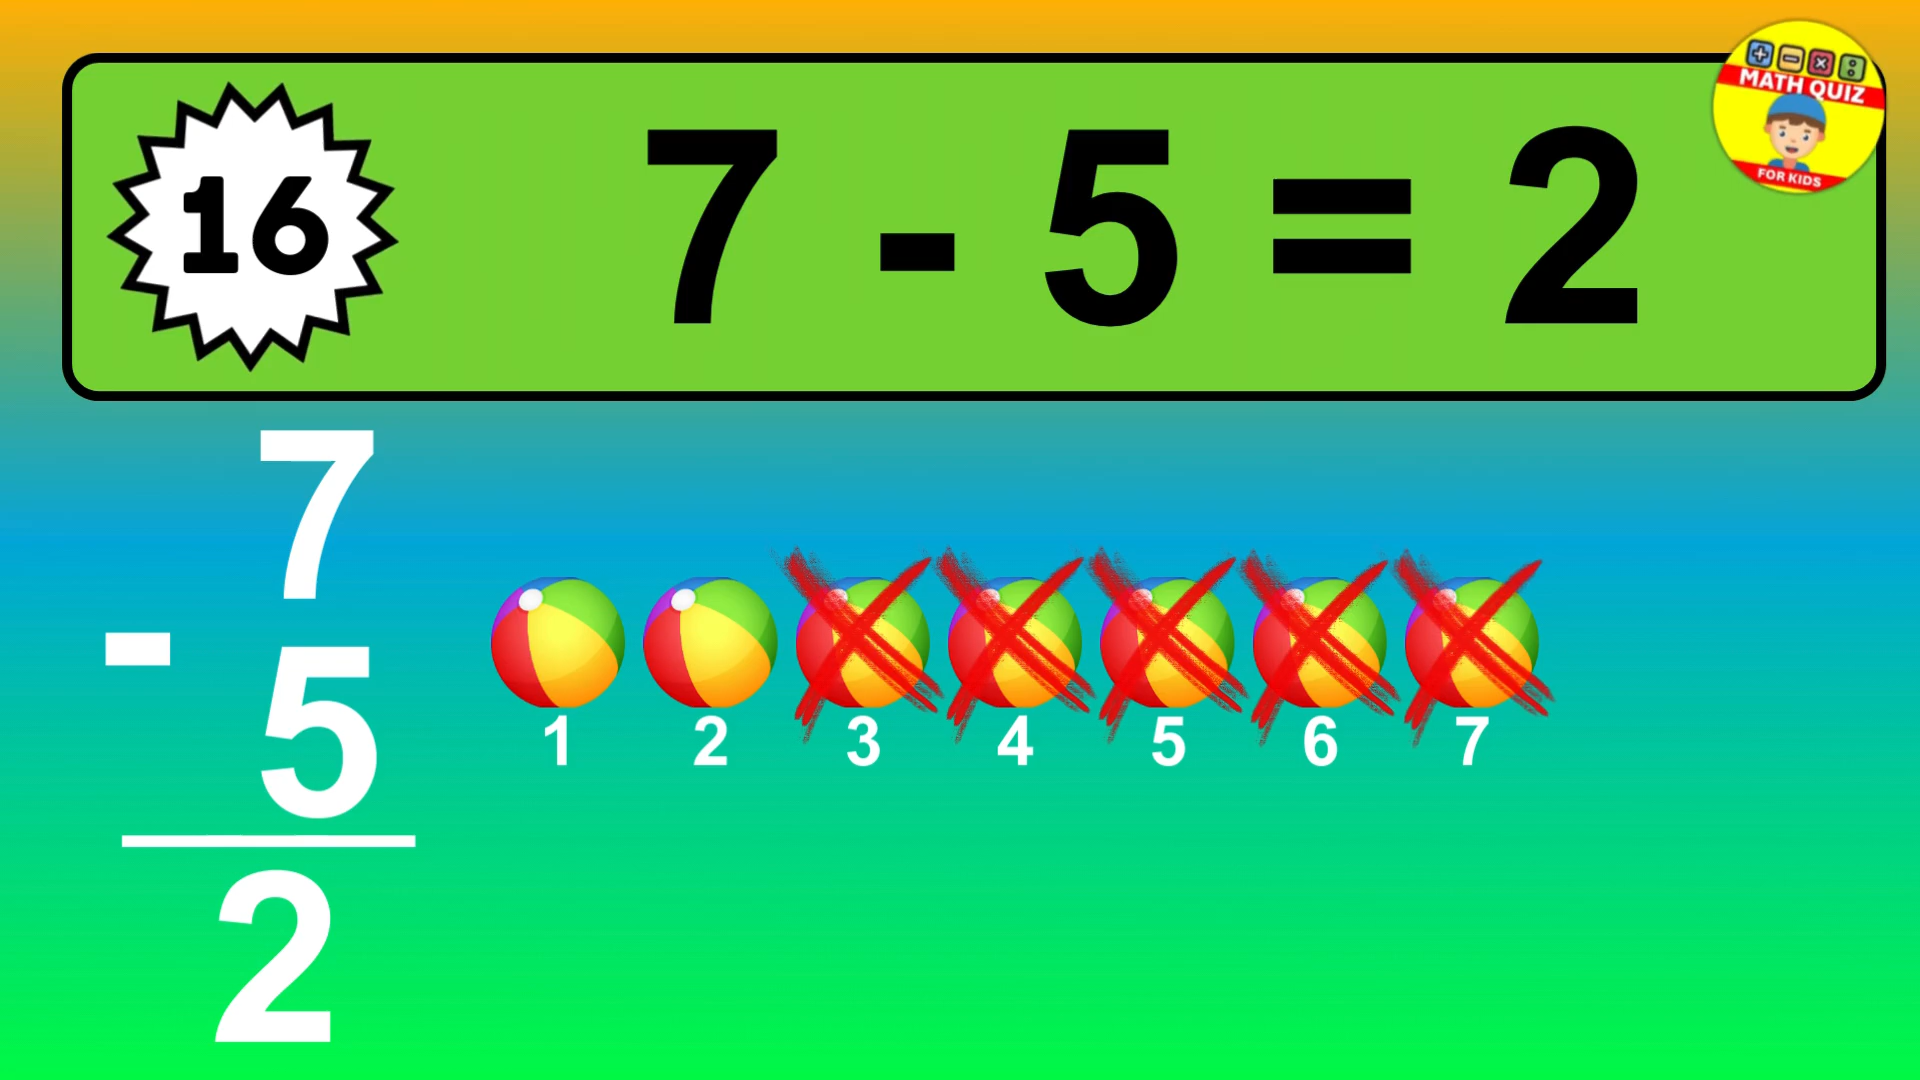 16
7 - 5 = 2
+ - × ÷
MATH QUIZ
FOR KIDS
7
- 5
2
1 2 3 4 5 6 7